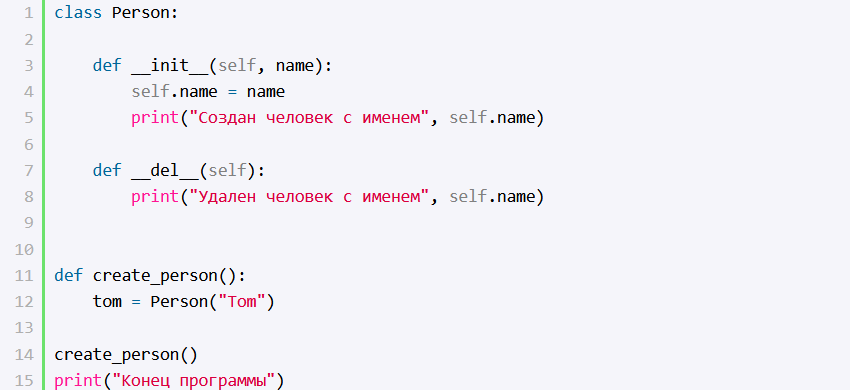 1 class Person:
2
3     def __init__(self, name):
4         self.name = name
5         print("Создан человек с именем", self.name)
6
7     def __del__(self):
8         print("Удален человек с именем", self.name)
9
10
11 def create_person():
12     tom = Person("Tom")
13
14 create_person()
15 print("Конец программы")